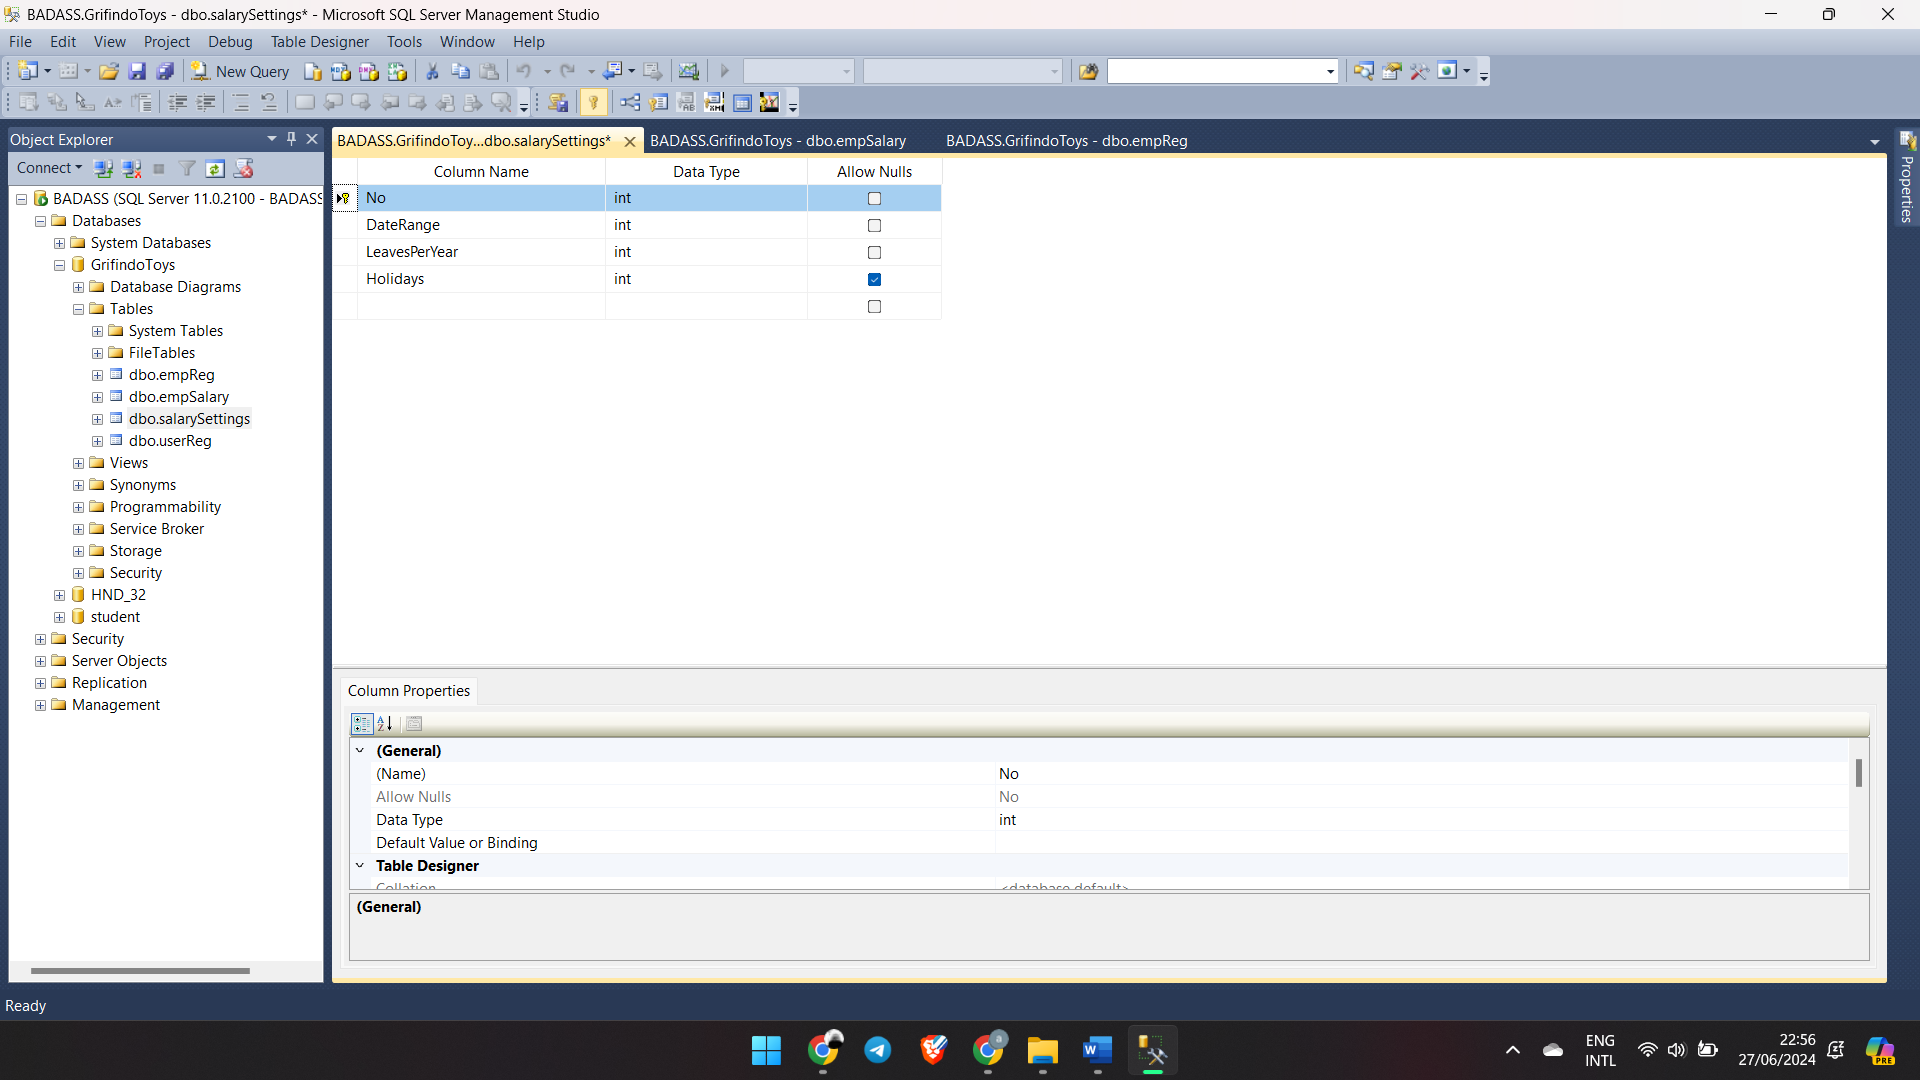 BADASS.GrifindoToys - dbo.salarySettings* - Microsoft SQL Server Management Studio
File Edit View Project Debug Table Designer Tools Window Help
New Query
Object Explorer
Connect
BADASS (SQL Server 11.0.2100 - BADASS
Databases
System Databases
GrifindoToys
Database Diagrams
Tables
System Tables
FileTables
dbo.empReg
dbo.empSalary
dbo.salarySettings
dbo.userReg
Views
Synonyms
Programmability
Service Broker
Storage
Security
HND_32
student
Security
Server Objects
Replication
Management
BADASS.GrifindoToy...dbo.salarySettings* BADASS.GrifindoToys - dbo.empSalary BADASS.GrifindoToys - dbo.empReg
Column Name Data Type Allow Nulls
No int
DateRange int
LeavesPerYear int
Holidays int
Column Properties
(General)
(Name) No
Allow Nulls No
Data Type int
Default Value or Binding
Table Designer
Collation <database default>
(General)
Properties
Ready
ENG
INTL
22:56
27/06/2024
PRE